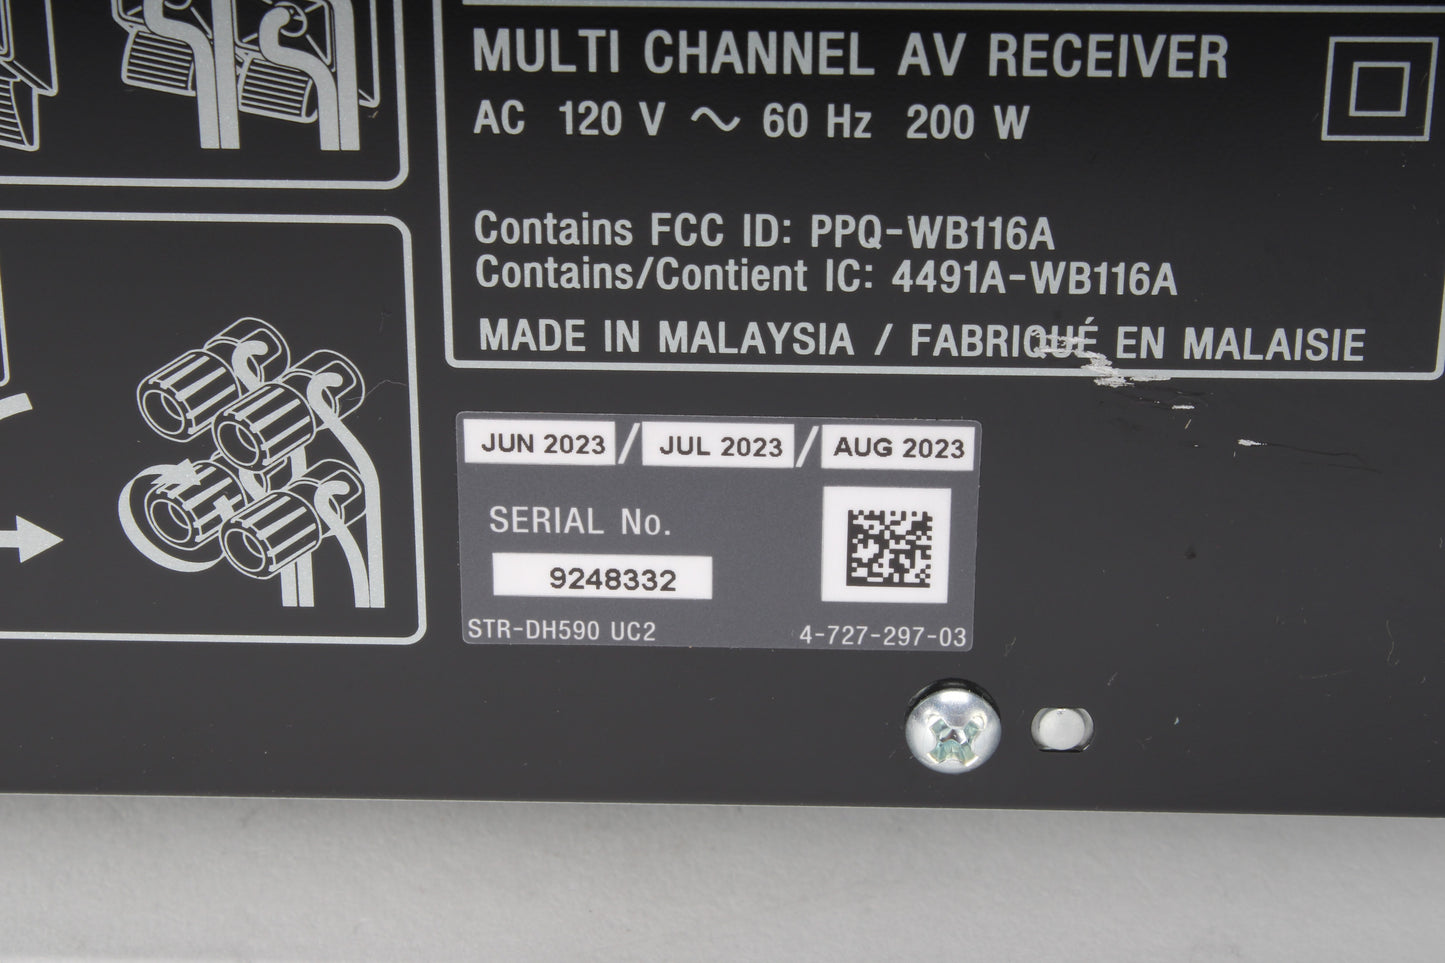 MULTI CHANNEL AV RECEIVER
AC 120 V ～ 60 Hz 200 W
Contains FCC ID: PPQ-WB116A
Contains/Contient IC: 4491A-WB116A
MADE IN MALAYSIA / FABRIQUÉ EN MALAISIE
JUN 2023 / JUL 2023 / AUG 2023
SERIAL No.
9248332
STR-DH590 UC2 4-727-297-03